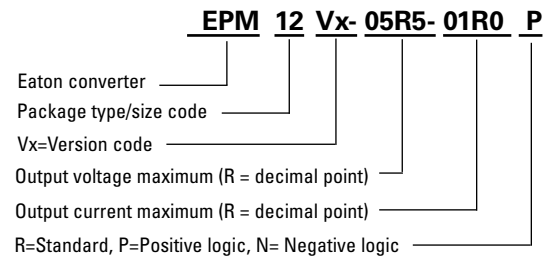 EPM 12 Vx- 05R5- 01R0 P
Eaton converter
Package type/size code
Vx=Version code
Output voltage maximum (R = decimal point)
Output current maximum (R = decimal point)
R=Standard, P=Positive logic, N= Negative logic